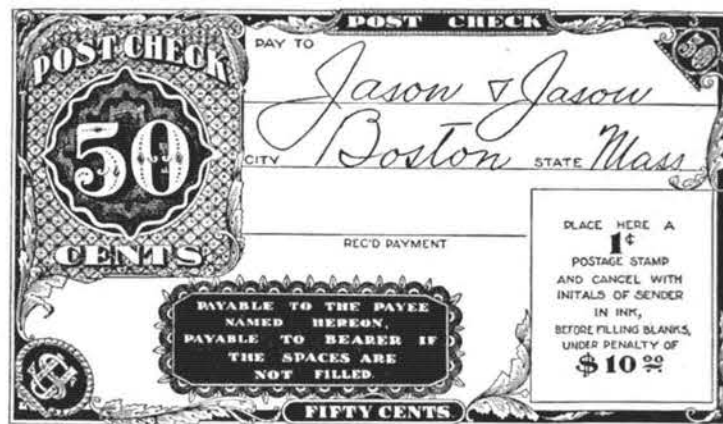 POST CHECK
POST CHECK
50
CENTS
PAY TO
Jason & Jason
CITY Boston STATE Mass
REC'D PAYMENT
50
PLACE HERE A
1¢
POSTAGE STAMP
AND CANCEL WITH
INITALS OF SENDER
IN INK,
BEFORE FILLING BLANKS,
UNDER PENALTY OF
$10 00
PAYABLE TO THE PAYEE
NAMED HEREON,
PAYABLE TO BEARER IF
THE SPACES ARE
NOT FILLED.
FIFTY CENTS